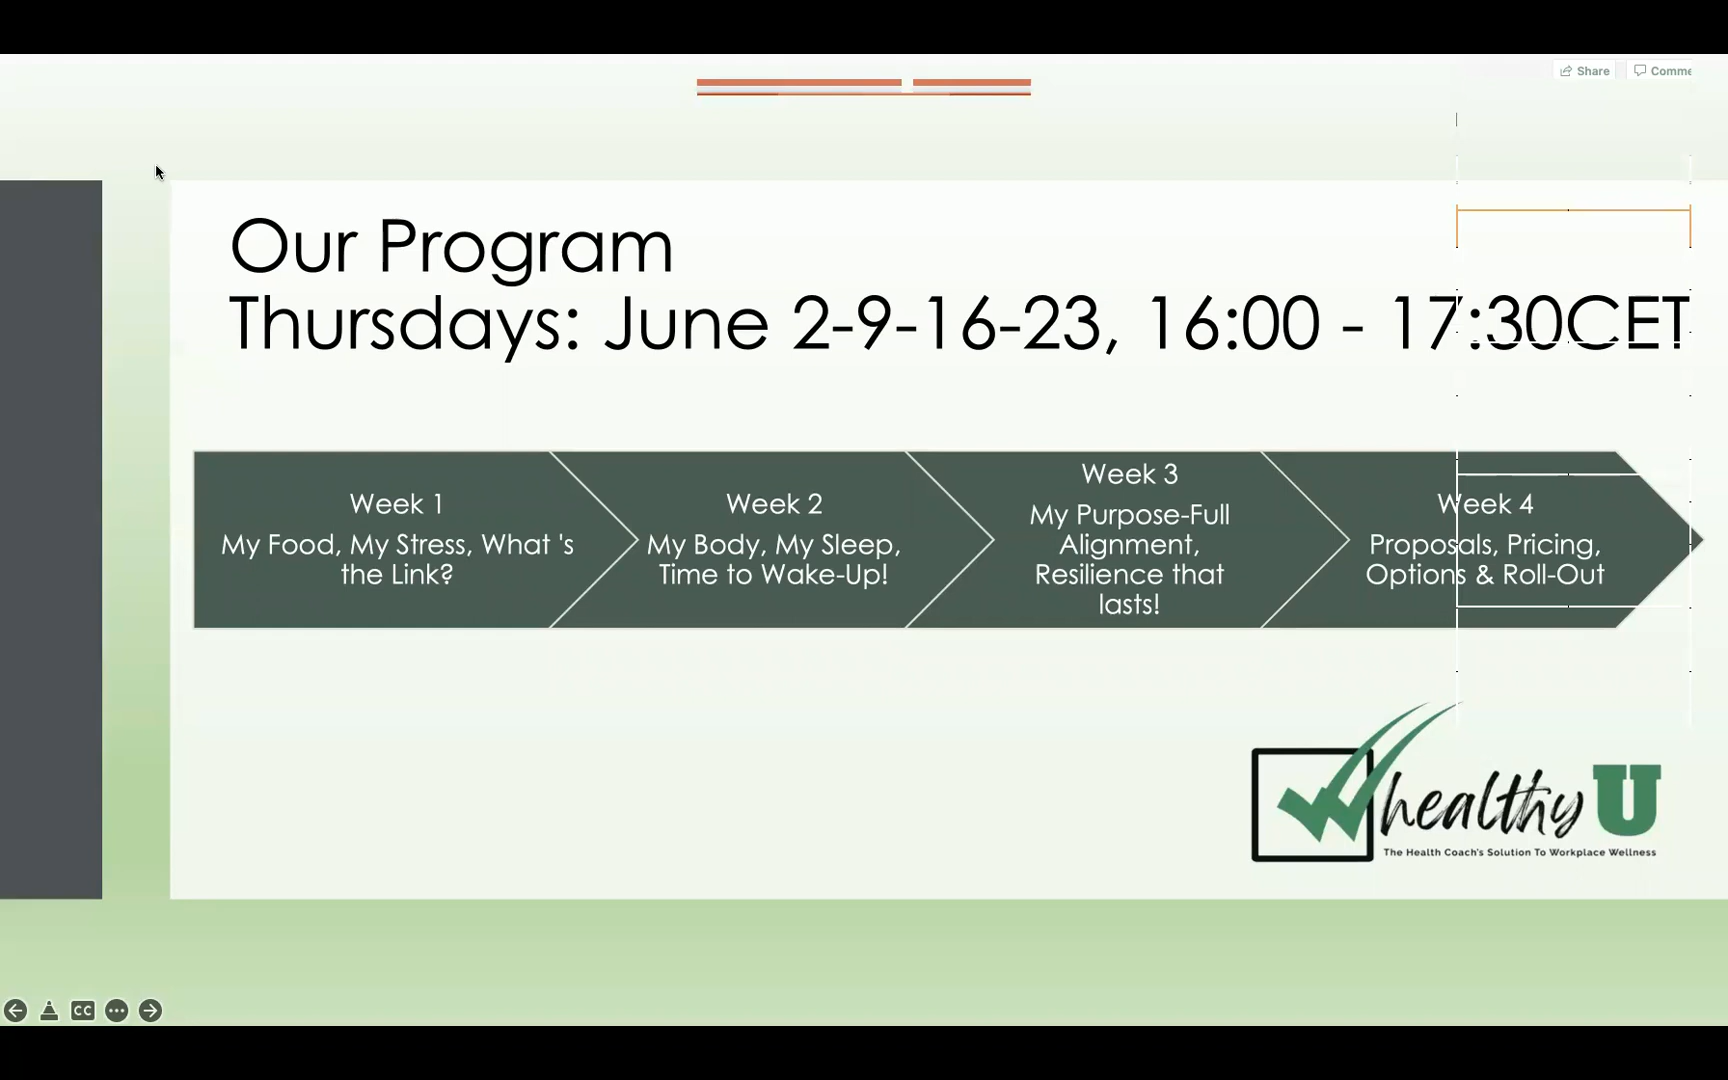 Share
Comme
Our Program
Thursdays: June 2-9-16-23, 16:00 - 17:30CET
Week 1
My Food, My Stress, What 's
the Link?
Week 2
My Body, My Sleep,
Time to Wake-Up!
Week 3
My Purpose-Full
Alignment,
Resilience that
lasts!
Week 4
Proposals, Pricing,
Options & Roll-Out
healthy U
The Health Coach's Solution To Workplace Wellness
CC